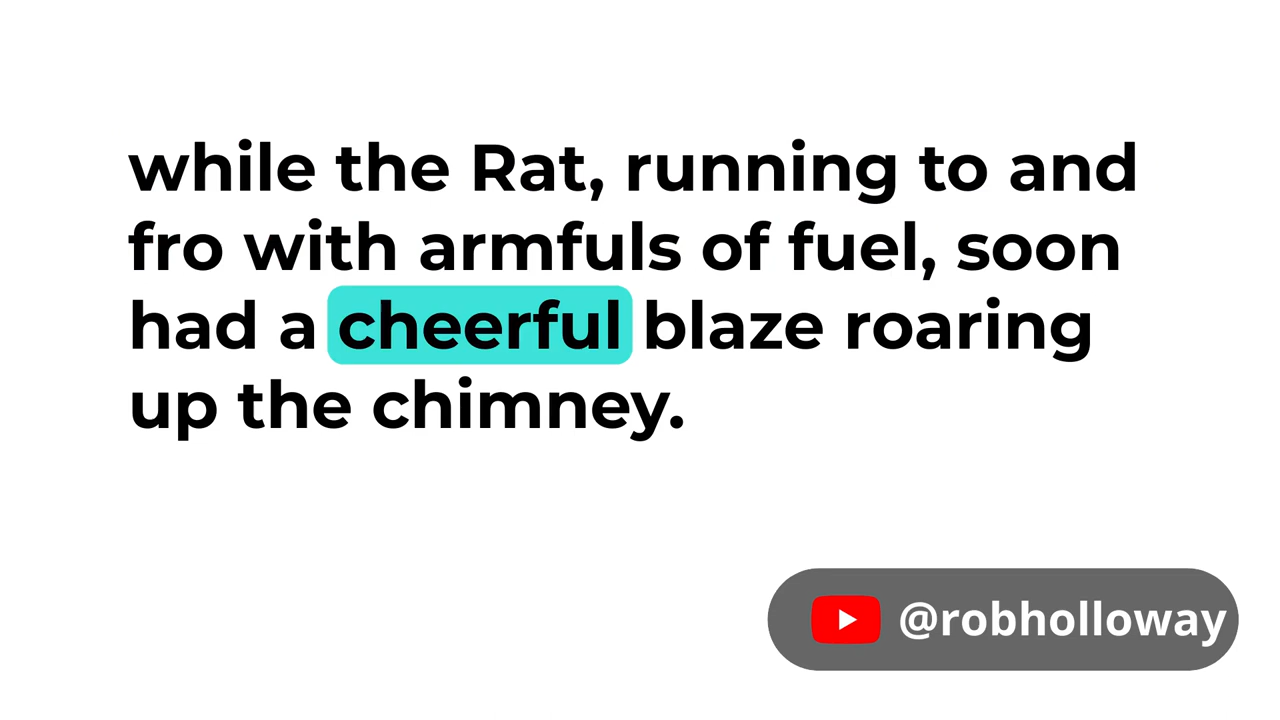 while the Rat, running to and
fro with armfuls of fuel, soon
had a cheerful blaze roaring
up the chimney.
@robholloway